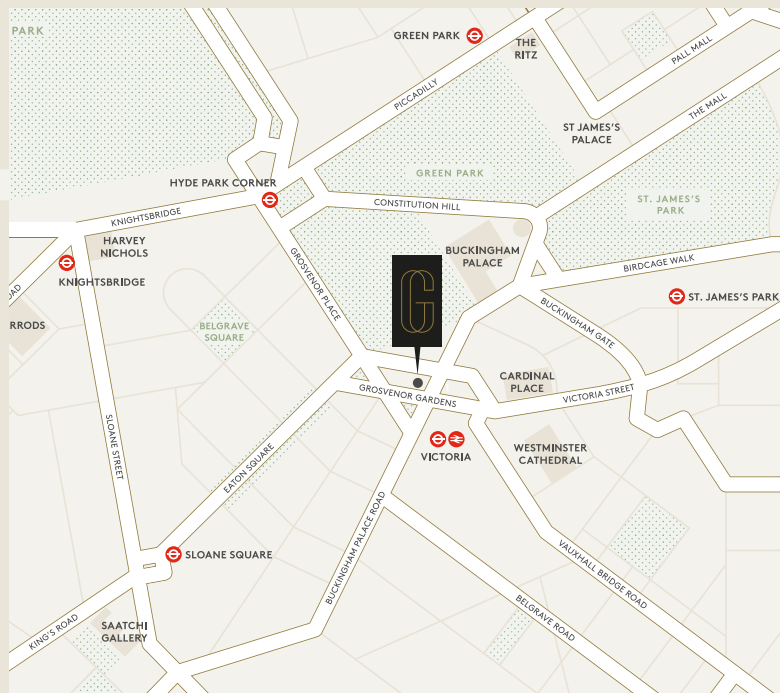 PARK
GREEN PARK
THE
RITZ
PALL MALL
PICCADILLY
THE MALL
ST JAMES'S
PALACE
GREEN PARK
HYDE PARK CORNER
ST. JAMES'S
PARK
CONSTITUTION HILL
KNIGHTSBRIDGE
HARVEY
NICHOLS
GROSVENOR PLACE
BUCKINGHAM
PALACE
BIRDCAGE WALK
KNIGHTSBRIDGE
OAD
G
ST. JAMES'S PARK
BUCKINGHAM GATE
RRODS
BELGRAVE
SQUARE
CARDINAL
PLACE
GROSVENOR GARDENS
VICTORIA STREET
SLOANE STREET
EATON SQUARE
VICTORIA
WESTMINSTER
CATHEDRAL
BUCKINGHAM PALACE ROAD
SLOANE SQUARE
VAUXHALL BRIDGE ROAD
BELGRAVE ROAD
KING'S ROAD
SAATCHI
GALLERY